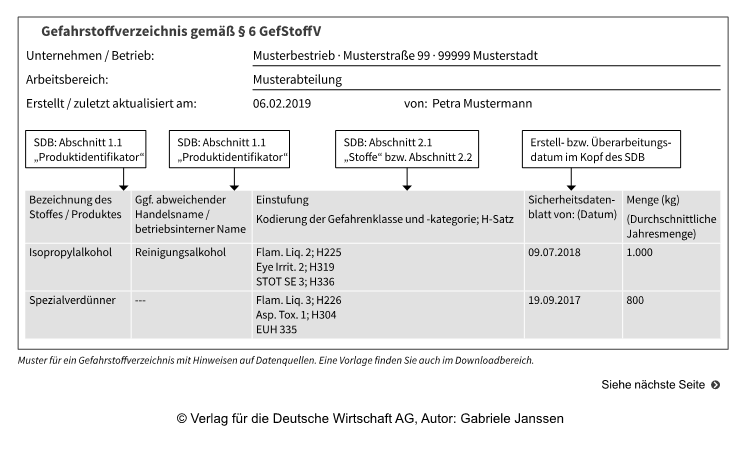 Gefahrstoffverzeichnis gemäß § 6 GefStoffV
Unternehmen / Betrieb: Musterbestrieb · Musterstraße 99 · 99999 Musterstadt
Arbeitsbereich: Musterabteilung
Erstellt / zuletzt aktualisiert am: 06.02.2019 von: Petra Mustermann
SDB: Abschnitt 1.1
„Produktidentifikator“
SDB: Abschnitt 1.1
„Produktidentifikator“
SDB: Abschnitt 2.1
„Stoffe“ bzw. Abschnitt 2.2
Erstell- bzw. Überarbeitungs-
datum im Kopf des SDB
Bezeichnung des
Stoffes / Produktes
Ggf. abweichender
Handelsname /
betriebsinterner Name
Einstufung
Kodierung der Gefahrenklasse und -kategorie; H-Satz
Sicherheitsdaten-
blatt von: (Datum)
Menge (kg)
(Durchschnittliche
Jahresmenge)
Isopropylalkohol
Reinigungsalkohol
Flam. Liq. 2; H225
Eye Irrit. 2; H319
STOT SE 3; H336
09.07.2018
1.000
Spezialverdünner
---
Flam. Liq. 3; H226
Asp. Tox. 1; H304
EUH 335
19.09.2017
800
Muster für ein Gefahrstoffverzeichnis mit Hinweisen auf Datenquellen. Eine Vorlage finden Sie auch im Downloadbereich.
Siehe nächste Seite
© Verlag für die Deutsche Wirtschaft AG, Autor: Gabriele Janssen